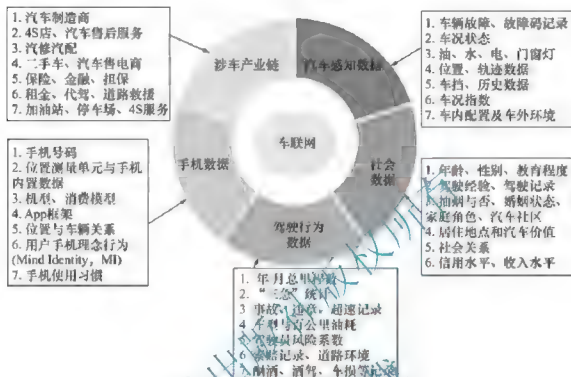 1. 汽车制造商
2. 4S店、汽车售后服务
3. 汽修汽配
4. 二手车、汽车售电商
5. 保险、金融、担保
6. 租金、代驾、道路救援
7. 加油站、停车场、4S服务
涉车产业链
汽车感知数据
1. 车辆故障、故障码记录
2. 车况状态
3. 油、水、电、门窗灯
4. 位置、轨迹数据
5. 车挡、历史数据
6. 车况指数
7. 车内配置及车外环境
车联网
手机数据
社会
数据
驾驶行为
数据
1. 手机号码
2. 位置测量单元与手机
内置数据
3. 机型、消费模型
4. App框架
5. 位置与车辆关系
6. 用户手机理念行为
(Mind Identity，MI)
7. 手机使用习惯
1. 年龄、性别、教育程度
驾驶经验、驾驶记录
抽烟与否、婚姻状态、
家庭角色、汽车社区
4. 居住地点和汽车价值
5. 社会关系
6. 信用水平、收入水平
1. 年月总里程
2. “三急”统计
3 事故、违章、超速记录
4 车型与百公里油耗
驾驶员风险系数
索赔记录、道路环境
酗酒、酒驾、车损等记
版权所有